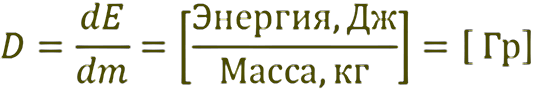 D = dE/dm = [Энергия, Дж / Масса, кг] = [ Гр]